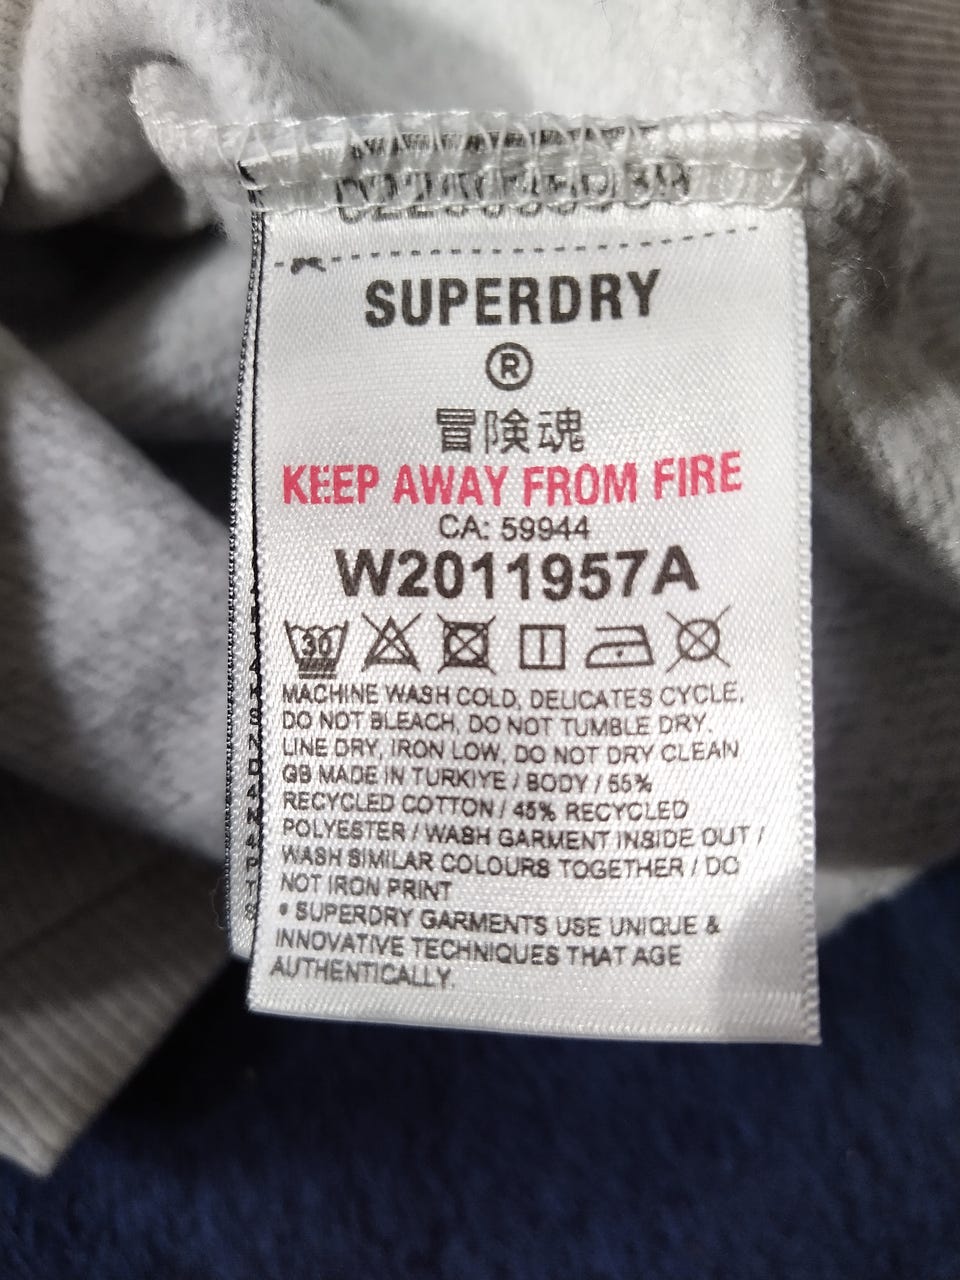 SUPERDRY
®
冒険魂
KEEP AWAY FROM FIRE
CA: 59944
W2011957A
30
MACHINE WASH COLD, DELICATES CYCLE.
DO NOT BLEACH, DO NOT TUMBLE DRY,
LINE DRY, IRON LOW, DO NOT DRY CLEAN
GB MADE IN TURKIYE / BODY / 55%
RECYCLED COTTON / 45% RECYCLED
POLYESTER / WASH GARMENT INSIDE OUT /
WASH SIMILAR COLOURS TOGETHER / DO
NOT IRON PRINT
• SUPERDRY GARMENTS USE UNIQUE &
INNOVATIVE TECHNIQUES THAT AGE
AUTHENTICALLY.